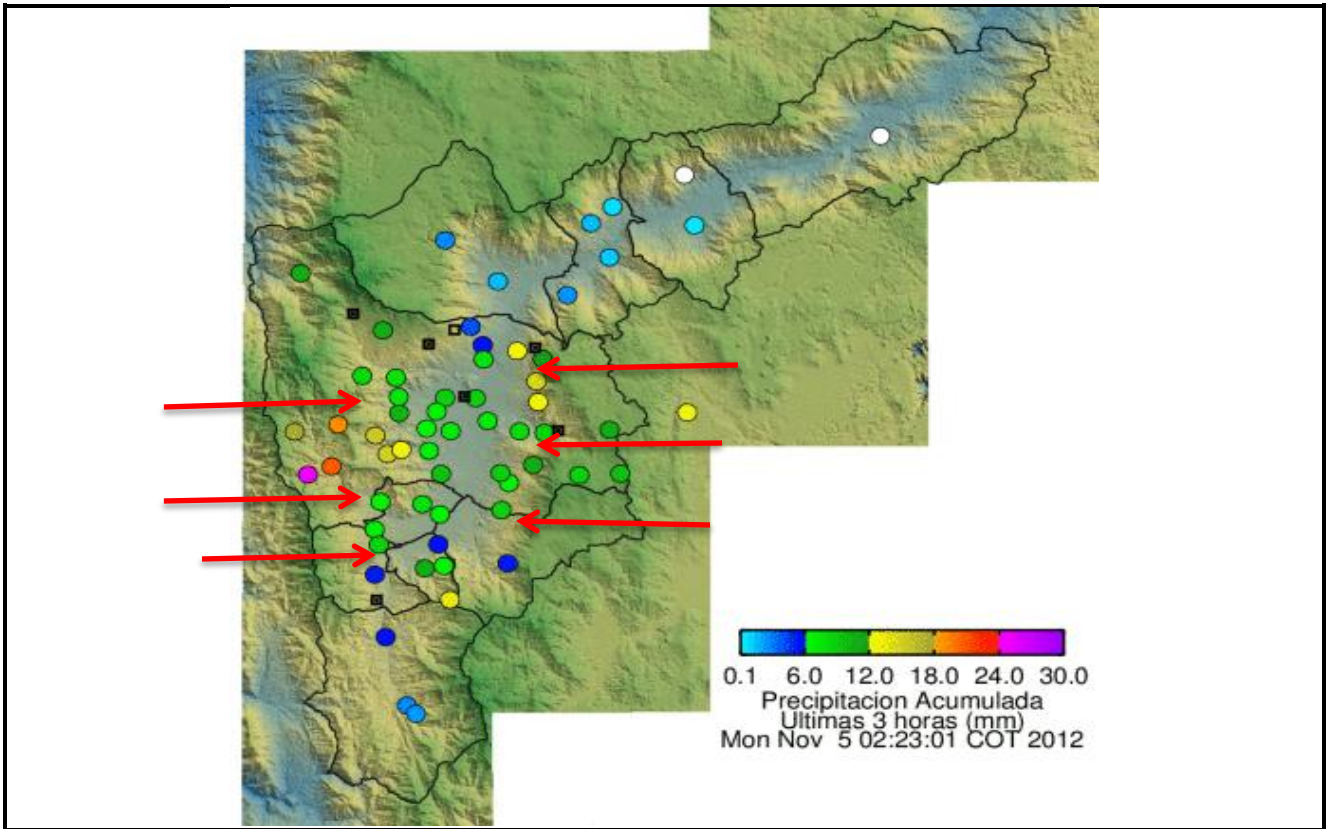 0.1 6.0 12.0 18.0 24.0 30.0
Precipitacion Acumulada
Ultimas 3 horas (mm)
Mon Nov 5 02:23:01 COT 2012